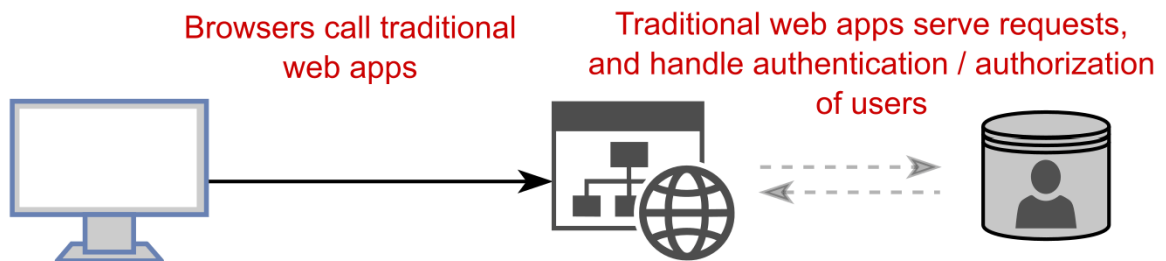 Browsers call traditional
web apps
Traditional web apps serve requests,
and handle authentication / authorization
of users